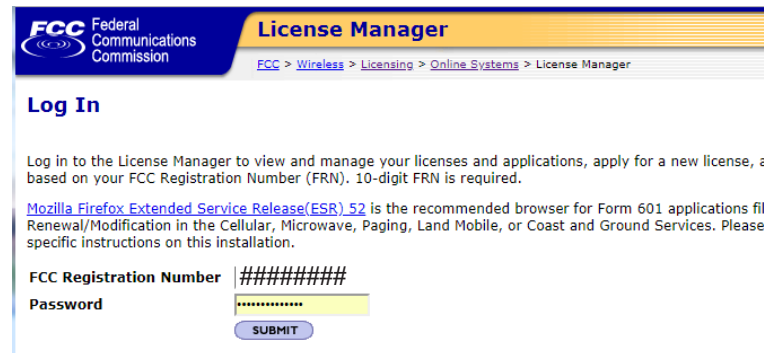 FCC Federal
Communications
Commission
License Manager
FCC > Wireless > Licensing > Online Systems > License Manager
Log In
Log in to the License Manager to view and manage your licenses and applications, apply for a new license, a
based on your FCC Registration Number (FRN). 10-digit FRN is required.
Mozilla Firefox Extended Service Release(ESR) 52 is the recommended browser for Form 601 applications fil
Renewal/Modification in the Cellular, Microwave, Paging, Land Mobile, or Coast and Ground Services. Please
specific instructions on this installation.
FCC Registration Number ########
Password ••••••••••••••
SUBMIT